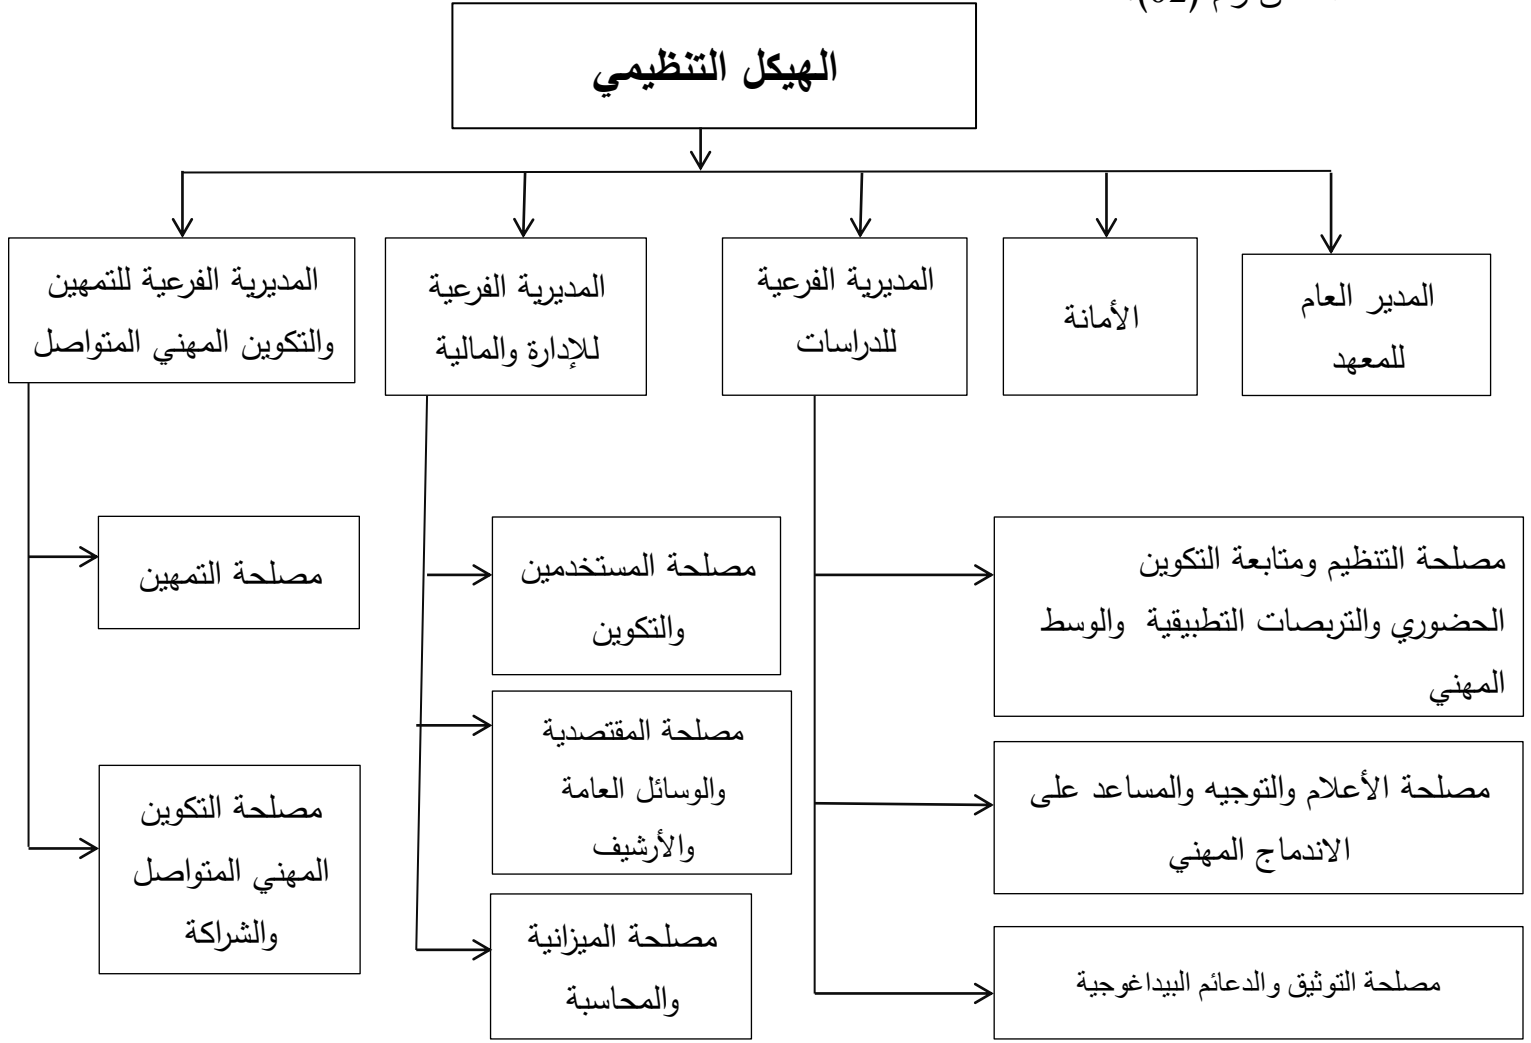 (02)
الهيكل التنظيمي
المدير العام
للمعهد
الأمانة
المديرية الفرعية
للدراسات
المديرية الفرعية
للإدارة والمالية
المديرية الفرعية للتمهين
والتكوين المهني المتواصل
مصلحة التنظيم ومتابعة التكوين
الحضوري والتربصات التطبيقية والوسط
المهني
مصلحة الأعلام والتوجيه والمساعد على
الاندماج المهني
مصلحة التوثيق والدعائم البيداغوجية
مصلحة المستخدمين
والتكوين
مصلحة المقتصدية
والوسائل العامة
والأرشيف
مصلحة الميزانية
والمحاسبة
مصلحة التمهين
مصلحة التكوين
المهني المتواصل
والشراكة